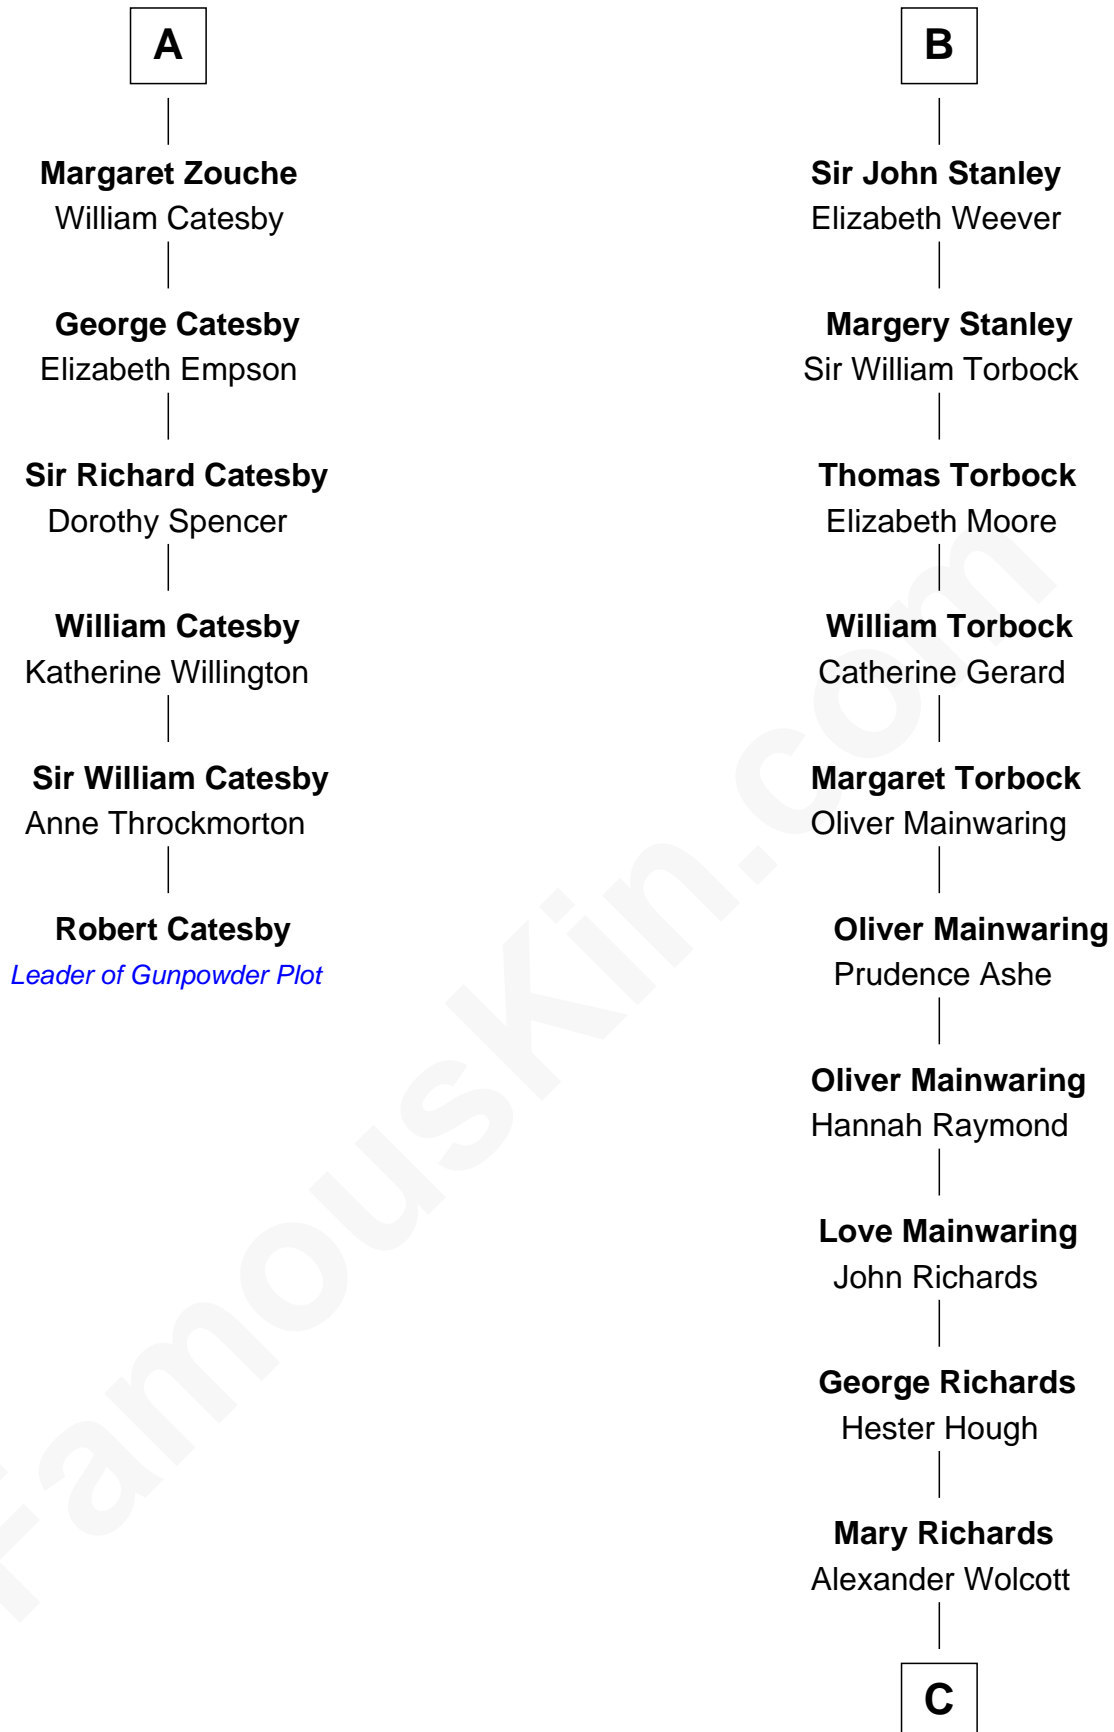 A
Margaret Zouche
William Catesby
George Catesby
Elizabeth Empson
Sir Richard Catesby
Dorothy Spencer
William Catesby
Katherine Willington
Sir William Catesby
Anne Throckmorton
Robert Catesby
Leader of Gunpowder Plot
B
Sir John Stanley
Elizabeth Weever
Margery Stanley
Sir William Torbock
Thomas Torbock
Elizabeth Moore
William Torbock
Catherine Gerard
Margaret Torbock
Oliver Mainwaring
Oliver Mainwaring
Prudence Ashe
Oliver Mainwaring
Hannah Raymond
Love Mainwaring
John Richards
George Richards
Hester Hough
Mary Richards
Alexander Wolcott
C
FamousKin.com